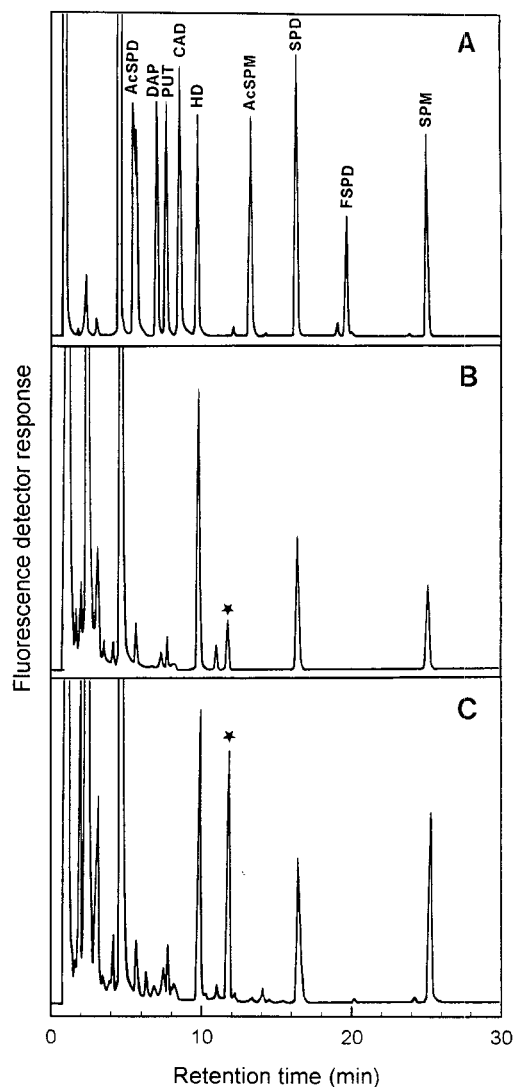 A
AcSPD
DAP
PUT
CAD
HD
AcSPM
SPD
FSPD
SPM
B
C
Fluorescence detector response
0 10 20 30
Retention time (min)